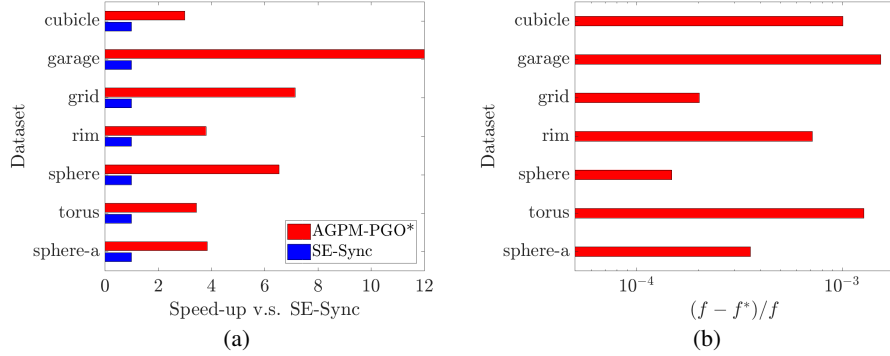 cubicle
garage
grid
rim
sphere
torus
sphere-a
Dataset
AGPM-PGO*
SE-Sync
0 2 4 6 8 10 12
Speed-up v.s. SE-Sync
(a)
cubicle
garage
grid
rim
sphere
torus
sphere-a
Dataset
10⁻⁴ 10⁻³
(f − f*)/f
(b)